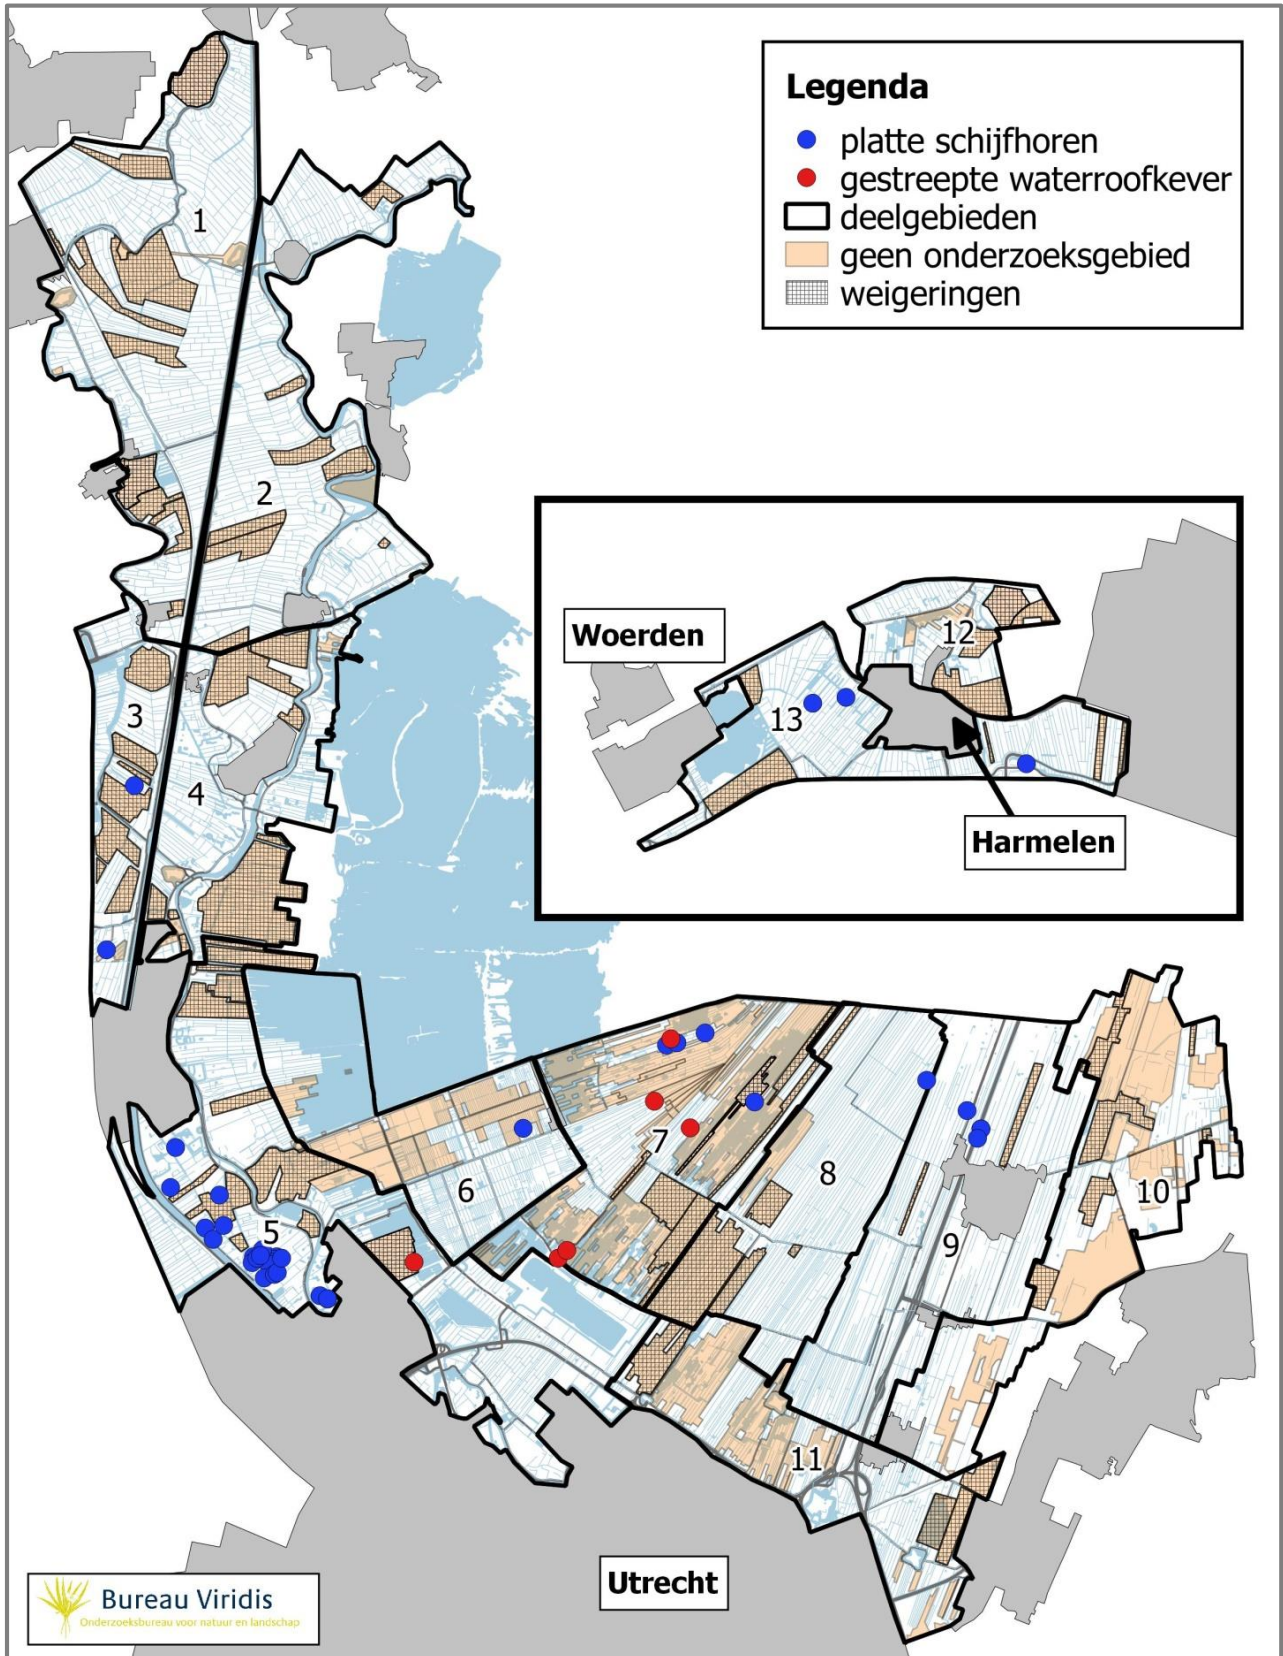 Legenda
platte schijfhoren
gestreepte waterroofkever
deelgebieden
geen onderzoeksgebied
weigeringen
1
2
3
4
Woerden
12
13
Harmelen
5
6
7
8
9
10
11
Utrecht
Bureau Viridis
Onderzoeksbureau voor natuur en landschap